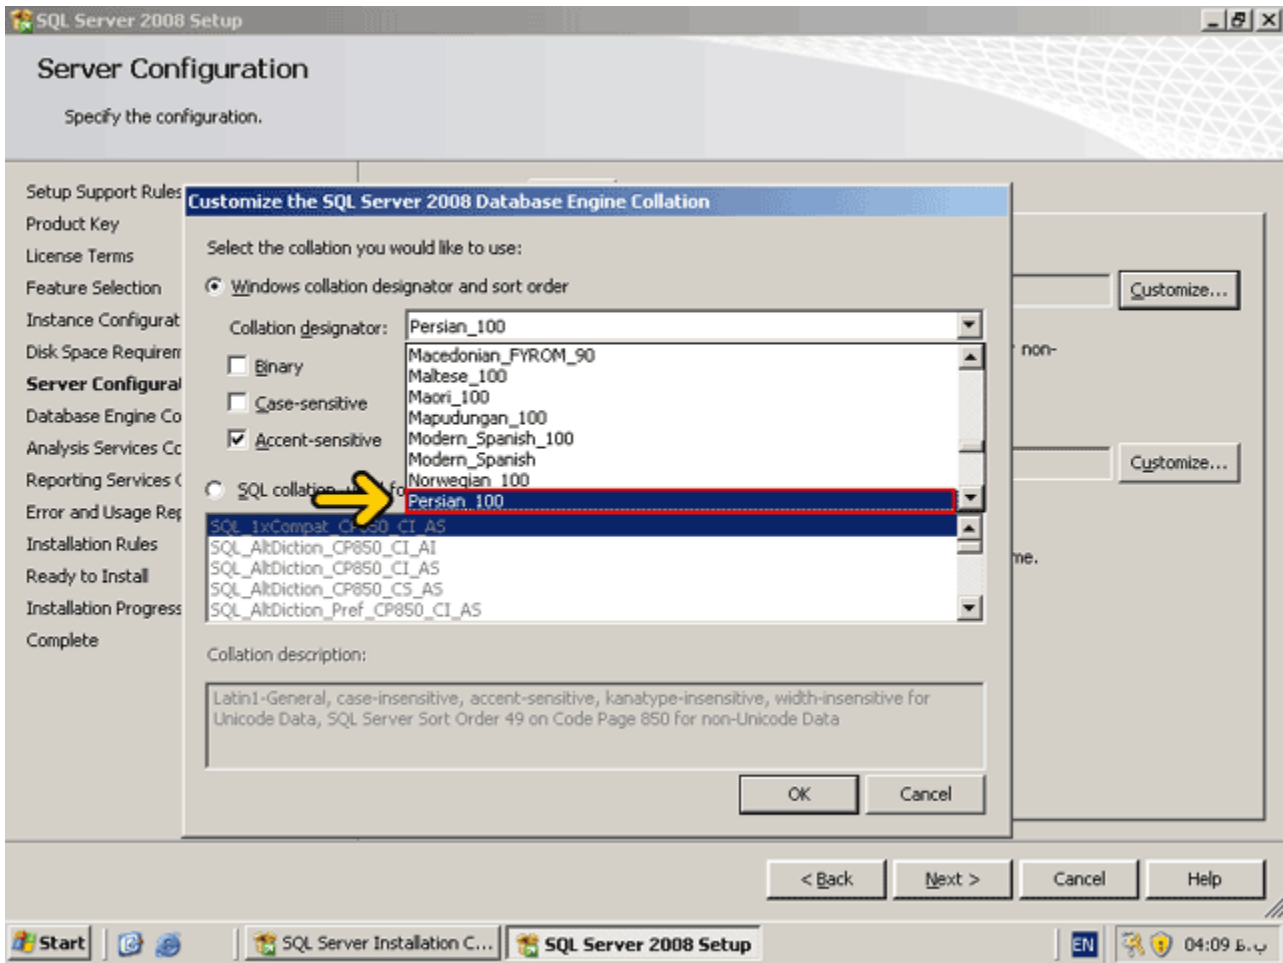 SQL Server 2008 Setup
Server Configuration
Specify the configuration.
Setup Support Rules
Product Key
License Terms
Feature Selection
Instance Configurat
Disk Space Requirem
Server Configurat
Database Engine Co
Analysis Services Co
Reporting Services C
Error and Usage Rep
Installation Rules
Ready to Install
Installation Progress
Complete
Customize the SQL Server 2008 Database Engine Collation
Select the collation you would like to use:
Windows collation designator and sort order
Collation designator: Persian_100
Binary
Case-sensitive
Accent-sensitive
Macedonian_FYROM_90
Maltese_100
Maori_100
Mapudungan_100
Modern_Spanish_100
Modern_Spanish
Norwegian_100
Persian_100
SQL collation, fo
SQL_1xCompat_CP850_CI_AS
SQL_AltDiction_CP850_CI_AI
SQL_AltDiction_CP850_CI_AS
SQL_AltDiction_CP850_CS_AS
SQL_AltDiction_Pref_CP850_CI_AS
Collation description:
Latin1-General, case-insensitive, accent-sensitive, kanatype-insensitive, width-insensitive for
Unicode Data, SQL Server Sort Order 49 on Code Page 850 for non-Unicode Data
OK Cancel
Customize...
non-
Customize...
me.
< Back Next > Cancel Help
Start SQL Server Installation C... SQL Server 2008 Setup EN 04:09 ب.ظ